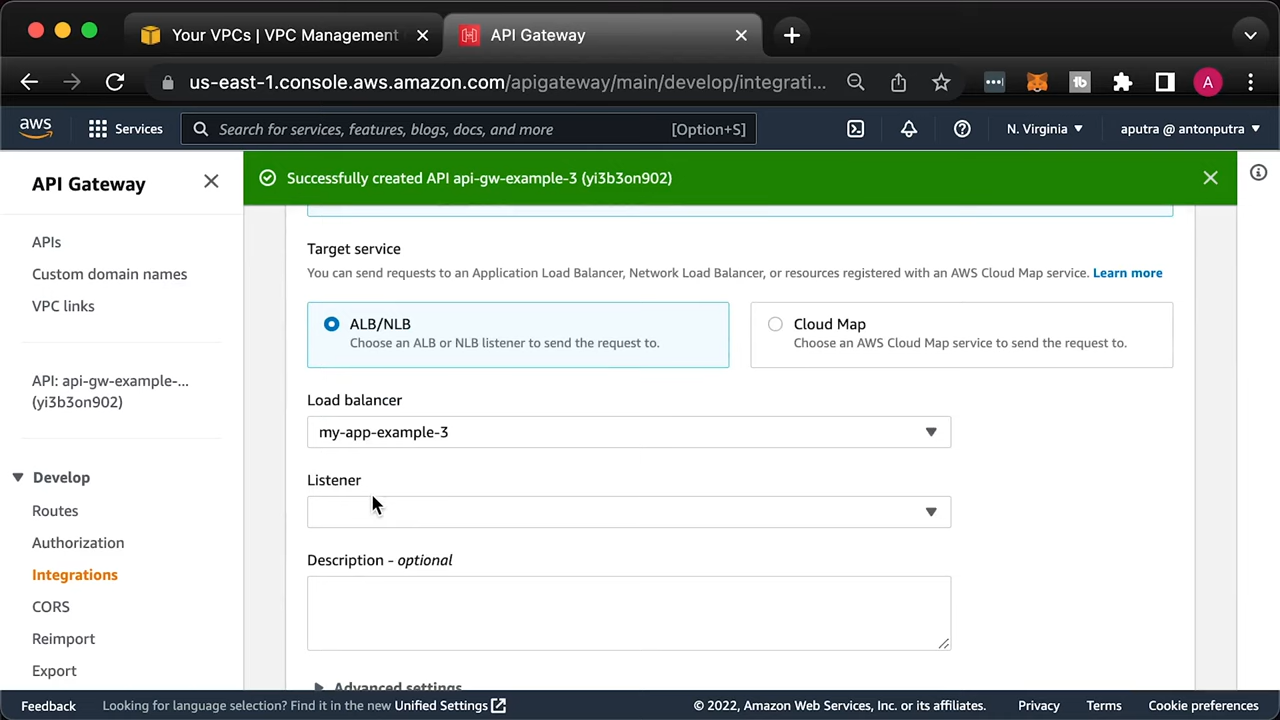 Your VPCs | VPC Management
API Gateway
us-east-1.console.aws.amazon.com/apigateway/main/develop/integrati...
A
aws
Services
Search for services, features, blogs, docs, and more
[Option+S]
N. Virginia
aputra @ antonputra
API Gateway
Successfully created API api-gw-example-3 (yi3b3on902)
APIs
Custom domain names
VPC links
API: api-gw-example-...
(yi3b3on902)
Develop
Routes
Authorization
Integrations
CORS
Reimport
Export
Target service
You can send requests to an Application Load Balancer, Network Load Balancer, or resources registered with an AWS Cloud Map service. Learn more
ALB/NLB
Choose an ALB or NLB listener to send the request to.
Cloud Map
Choose an AWS Cloud Map service to send the request to.
Load balancer
my-app-example-3
Listener
Description - optional
Advanced settings
Feedback
Looking for language selection? Find it in the new Unified Settings
© 2022, Amazon Web Services, Inc. or its affiliates.
Privacy
Terms
Cookie preferences